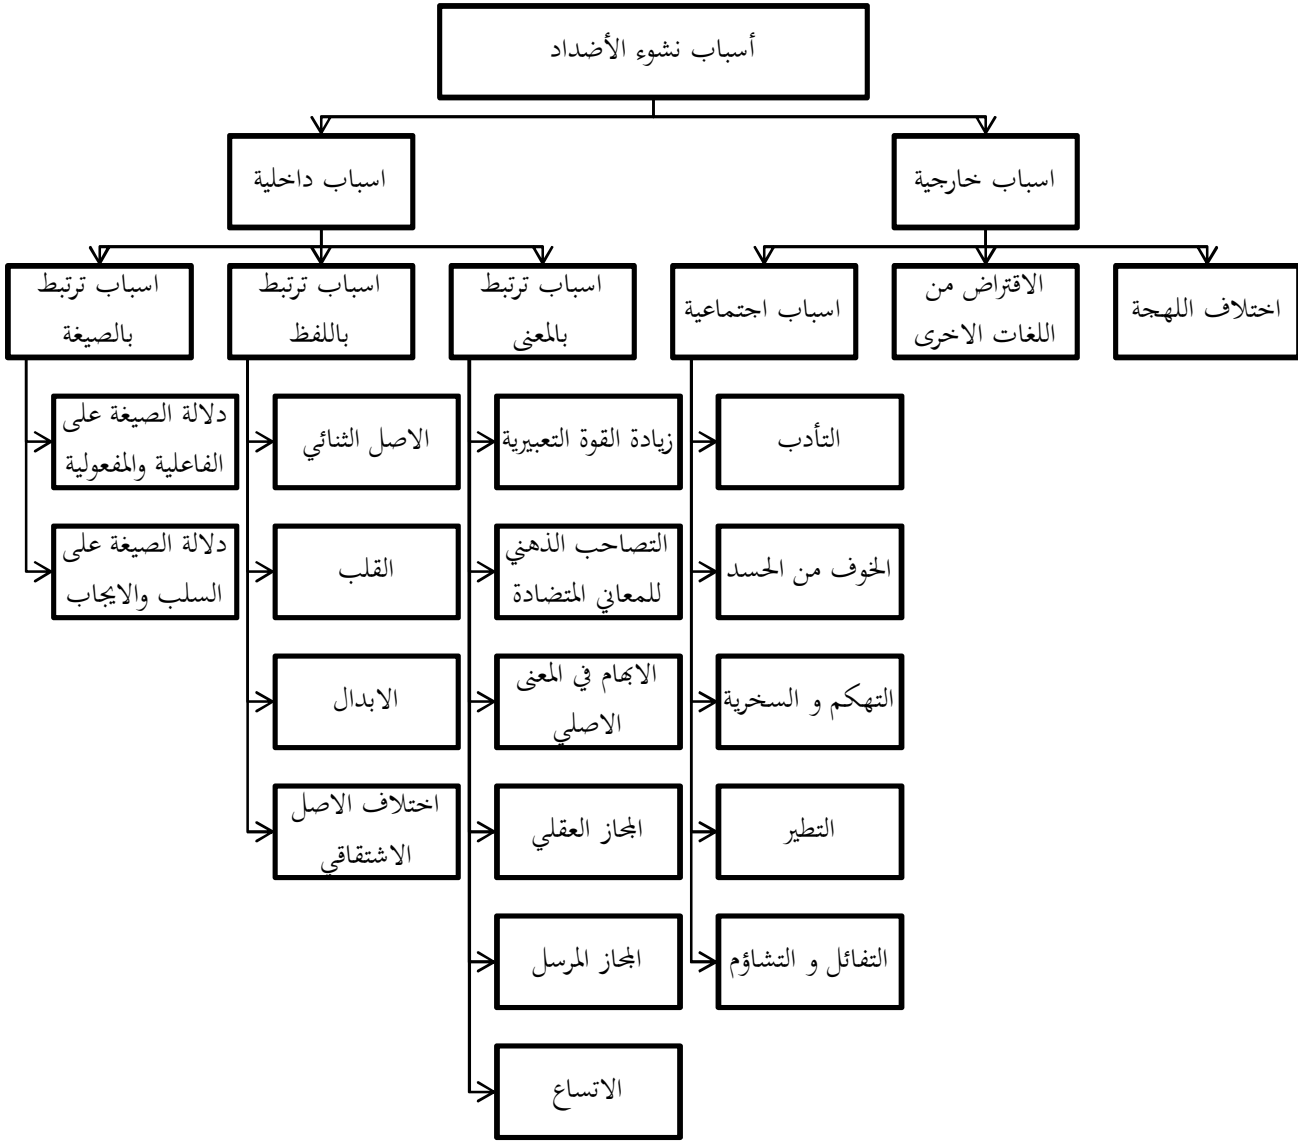 أسباب نشوء الأضداد
اسباب خارجية
اسباب داخلية
اختلاف اللهجة
الاقتراض من
اللغات الاخرى
اسباب اجتماعية
اسباب ترتبط
بالمعنى
اسباب ترتبط
باللفظ
اسباب ترتبط
بالصيغة
التأدب
الخوف من الحسد
التهكم و السخرية
التطير
التفائل و التشاؤم
زيادة القوة التعبيرية
التصاحب الذهني
للمعاني المتضادة
الابهام في المعنى
الاصلي
المجاز العقلي
المجاز المرسل
الاتساع
الاصل الثنائي
القلب
الابدال
اختلاف الاصل
الاشتقاقي
دلالة الصيغة على
الفاعلية والمفعولية
دلالة الصيغة على
السلب والايجاب